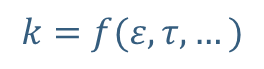 k = f(ε, τ, … )